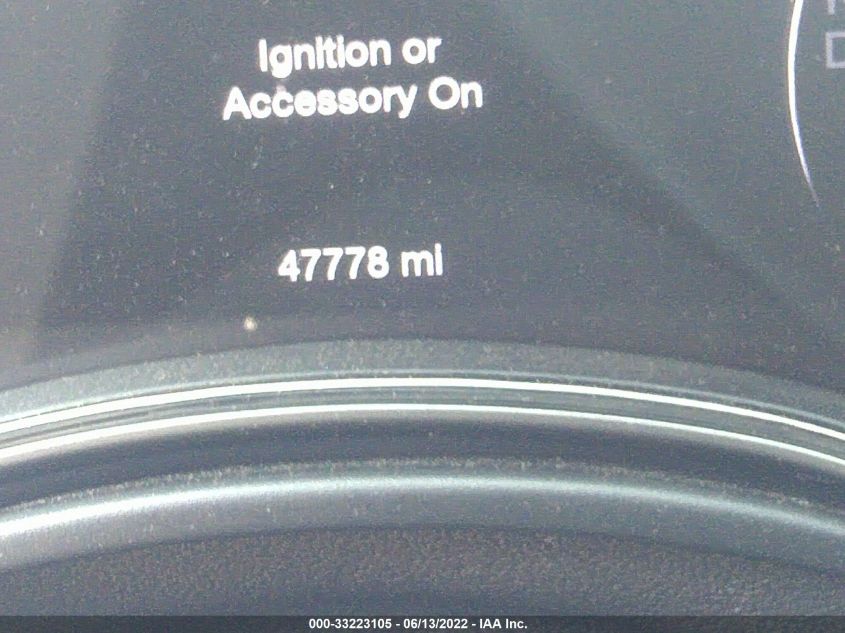 Ignition or
Accessory On
47778 mi
D
000-33223105 - 06/13/2022 - IAA Inc.